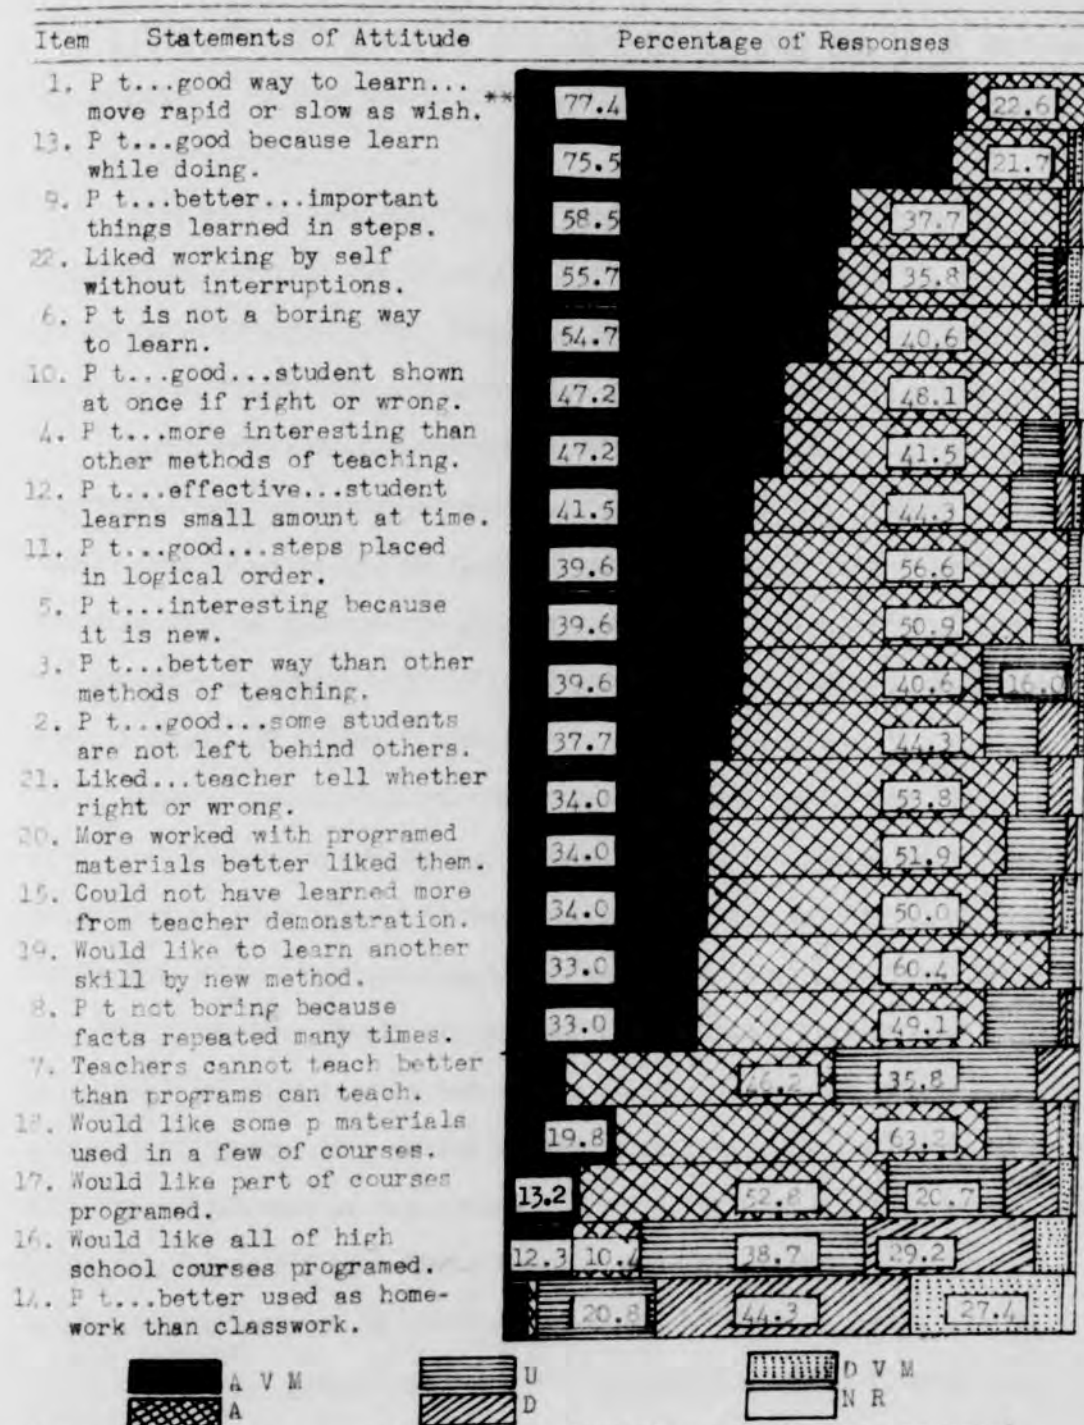 Item Statements of Attitude Percentage of Responses
1. P t...good way to learn...
move rapid or slow as wish. ** 77.4 22.6
13. P t...good because learn
while doing. 75.5 21.7
9. P t...better...important
things learned in steps. 58.5 37.7
22. Liked working by self
without interruptions. 55.7 35.8
6. P t is not a boring way
to learn. 54.7 40.6
10. P t...good...student shown
at once if right or wrong. 47.2 48.1
4. P t...more interesting than
other methods of teaching. 47.2 41.5
12. P t...effective...student
learns small smount at time. 41.5 44.3
11. P t...good...steps placed
in logical order. 39.6 56.6
5. P t...interesting because
it is new. 39.6 50.9
3. P t...better way than other
methods of teaching. 39.6 40.6 16.0
2. P t...good...some students
are not left behind others. 37.7 44.3
21. Liked...teacher tell whether
right or wrong. 34.0 53.8
20. More worked with programed
materials better liked them. 34.0 51.9
15. Could not have learned more
from teacher demonstration. 34.0 50.0
19. Would like to learn another
skill by new method. 33.0 60.4
8. P t not boring because
facts repeated many times. 33.0 49.1
7. Teachers cannot teach better
than programs can teach. 46.2 35.8
18. Would like some p materials
used in a few of courses. 19.8 63.2
17. Would like part of courses
programed. 13.2 52.8 20.7
16. Would like all of high
school courses programed. 12.3 10.4 38.7 29.2
14. P t...better used as home-
work than classwork. 20.8 44.3 27.4
A V M U D V M
A D N R